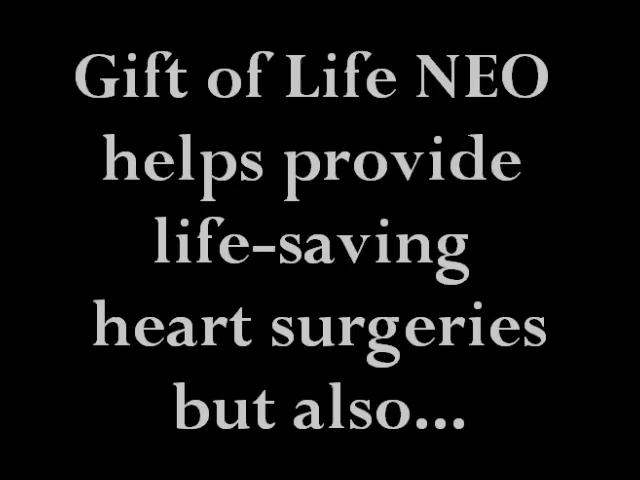 Gift of Life NEO
helps provide
life-saving
heart surgeries
but also...